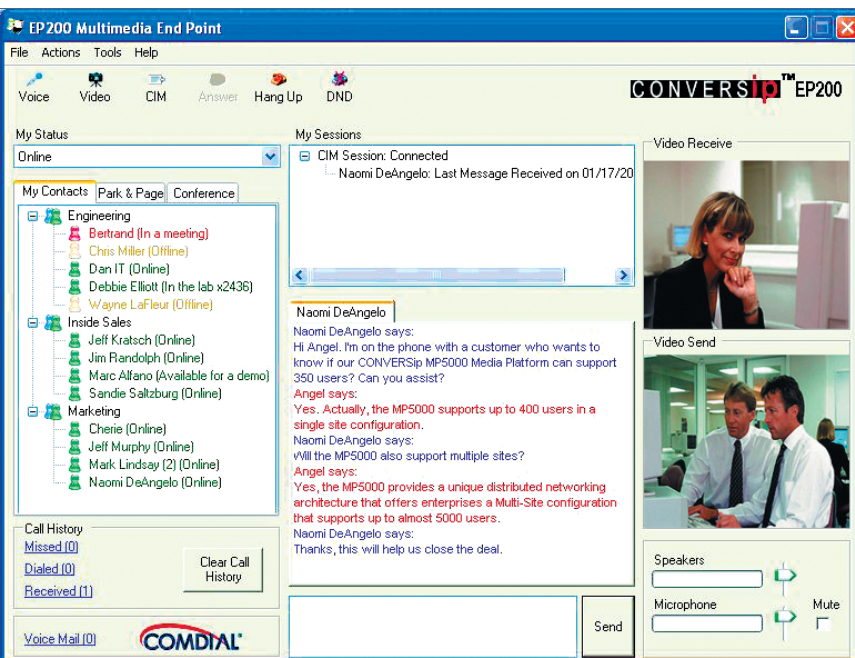 EP200 Multimedia End Point
File Actions Tools Help
Voice Video CIM Answer Hang Up DND
CONVERSip™ EP200
My Status
Online
My Contacts Park & Page Conference
Engineering
Bertrand (In a meeting)
Chris Miller (Offline)
Dan IT (Online)
Debbie Elliott (In the lab x2436)
Wayne LaFleur (Offline)
Inside Sales
Jeff Kratsch (Online)
Jim Randolph (Online)
Marc Alfano (Available for a demo)
Sandie Saltzburg (Online)
Marketing
Cherie (Online)
Jeff Murphy (Online)
Mark Lindsay (2) (Online)
Naomi DeAngelo (Online)
Call History
Missed (0)
Dialed (0)
Received (1)
Clear Call
History
Voice Mail (0)
COMDIAL
My Sessions
CIM Session: Connected
Naomi DeAngelo: Last Message Received on 01/17/20
Naomi DeAngelo
Naomi DeAngelo says:
Hi Angel. I'm on the phone with a customer who wants to
know if our CONVERSip MP5000 Media Platform can support
350 users? Can you assist?
Angel says:
Yes. Actually, the MP5000 supports up to 400 users in a
single site configuration.
Naomi DeAngelo says:
Will the MP5000 also support multiple sites?
Angel says:
Yes, the MP5000 provides a unique distributed networking
architecture that offers enterprises a Multi-Site configuration
that supports up to almost 5000 users.
Naomi DeAngelo says:
Thanks, this will help us close the deal.
Send
Video Receive
Video Send
Speakers
Microphone Mute